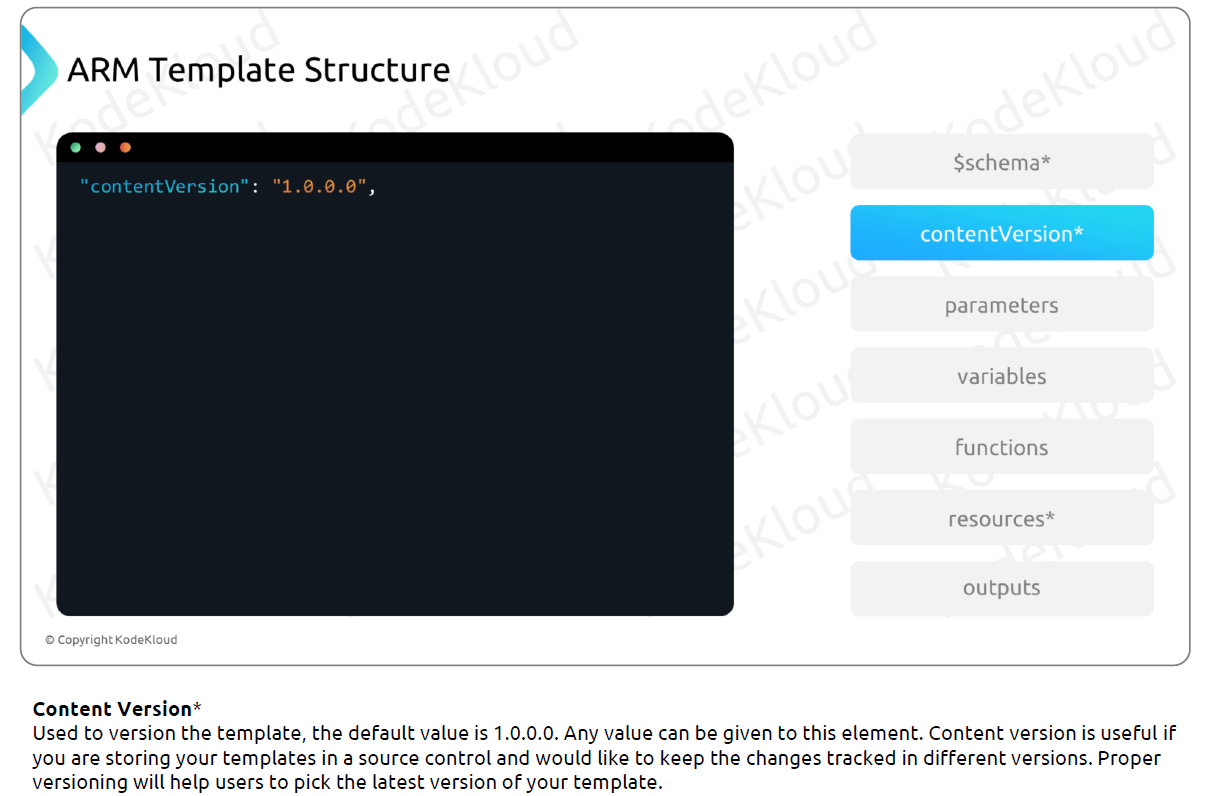 ARM Template Structure
"contentVersion": "1.0.0.0",
$schema*
contentVersion*
parameters
variables
functions
resources*
outputs
© Copyright KodeKloud
Content Version*
Used to version the template, the default value is 1.0.0.0. Any value can be given to this element. Content version is useful if
you are storing your templates in a source control and would like to keep the changes tracked in different versions. Proper
versioning will help users to pick the latest version of your template.
KodeKloud
KodeKloud
KodeKloud
KodeKloud